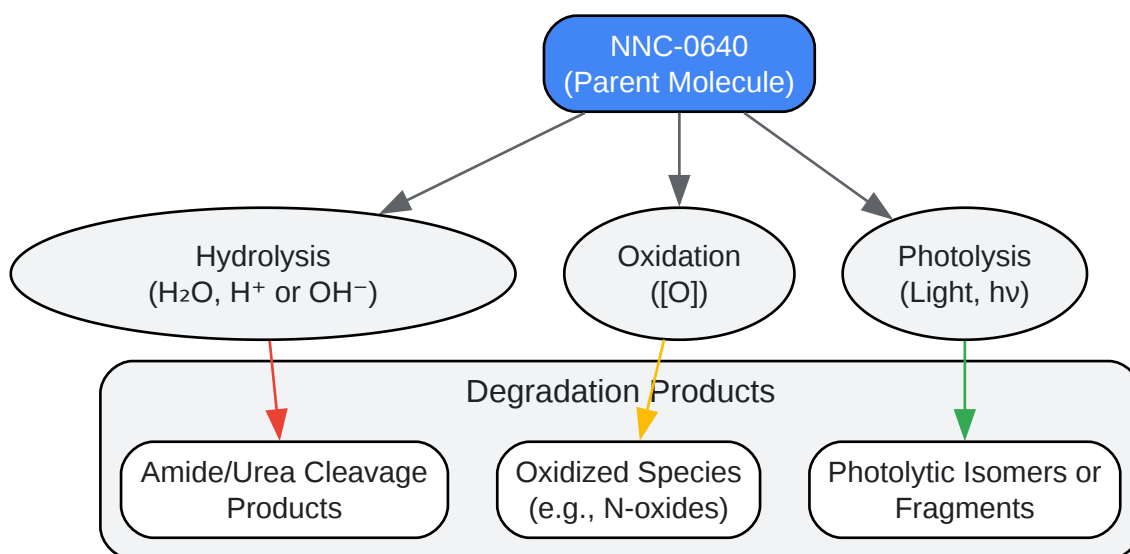 NNC-0640
(Parent Molecule)
Hydrolysis
(H₂O, H⁺ or OH⁻)
Oxidation
([O])
Photolysis
(Light, hν)
Degradation Products
Amide/Urea Cleavage
Products
Oxidized Species
(e.g., N-oxides)
Photolytic Isomers or
Fragments